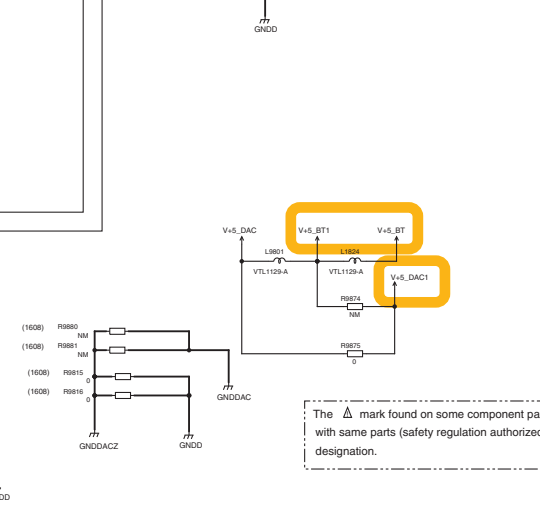 GNDD
V+5_DAC V+5_BT1 V+5_BT
L9801 L1824
VTL1129-A VTL1129-A
V+5_DAC1
R9874
NM
R9875
0
(1608) R9880
NM
(1608) R9881
NM
(1608) R9815
0
(1608) R9816
0
GNDDAC
GNDDACZ GNDD
The ⚠ mark found on some component pa
with same parts (safety regulation authorized
designation.
DD